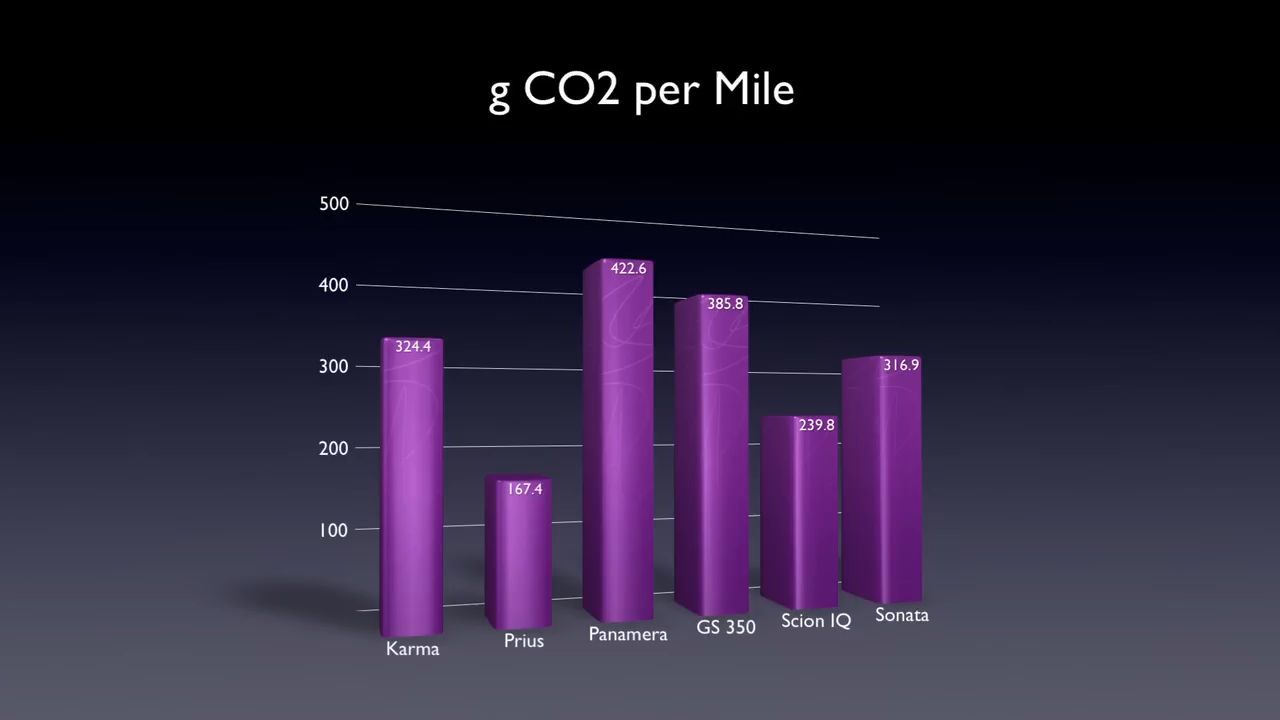 g CO2 per Mile
500
400
300
200
100
324.4
167.4
422.6
385.8
239.8
316.9
Karma
Prius
Panamera
GS 350
Scion IQ
Sonata